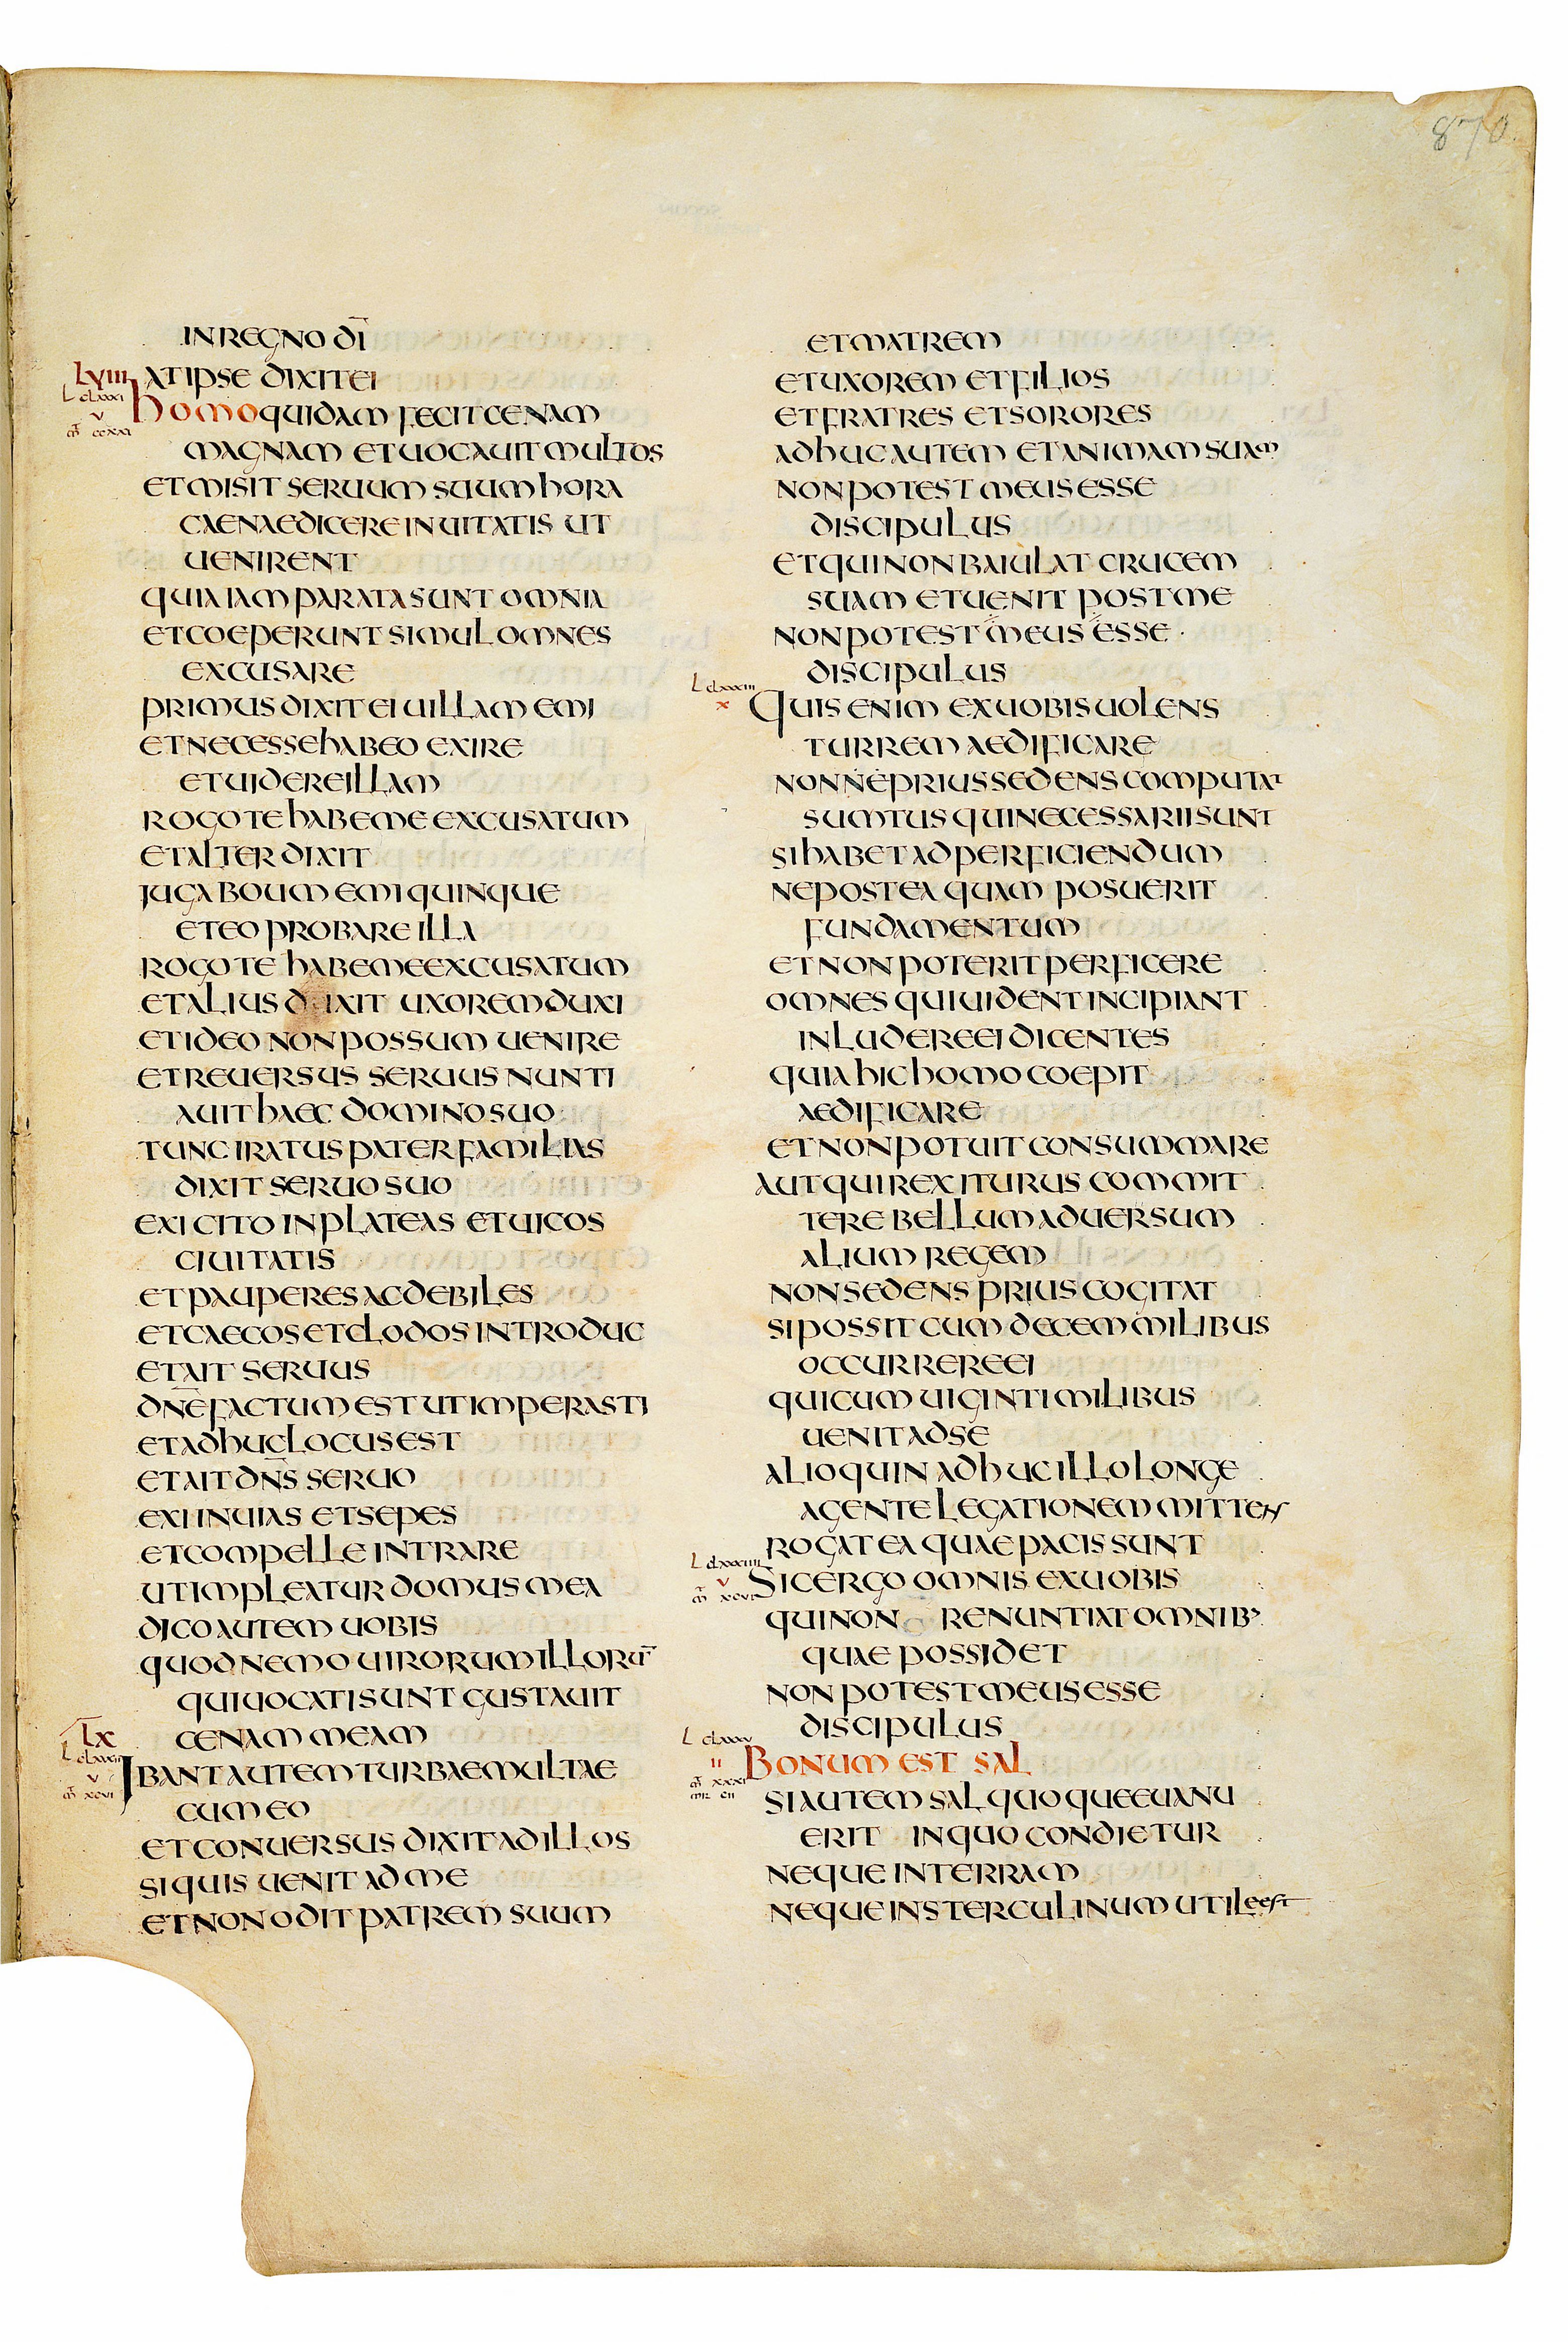 870
IN REGNO DĪ
LVIIII
AT IPSE DIXIT EI
L CLXXXI
V
HOMO QUIDAM FECIT CENAM
MAGNAM ET UOCAUIT MULTOS
ET MISIT SERUUM SUUM HORA
CAENAE DICERE INUITATIS UT
UENIRENT
QUIA IAM PARATA SUNT OMNIA
ET COEPERUNT SIMUL OMNES
EXCUSARE
PRIMUS DIXIT EI UILLAM EMI
ET NECESSE HABEO EXIRE
ET UIDERE ILLAM
ROGO TE HABE ME EXCUSATUM
ET ALTER DIXIT
IUGA BOUM EMI QUINQUE
ET EO PROBARE ILLA
ROGO TE HABE ME EXCUSATUM
ET ALIUS DIXIT UXOREM DUXI
ET IDEO NON POSSUM UENIRE
ET REUERSUS SERUUS NUNTI
AUIT HAEC DOMINO SUO
TUNC IRATUS PATER FAMILIAS
DIXIT SERUO SUO
EXI CITO IN PLATEAS ET UICOS
CIUITATIS
ET PAUPERES AC DEBILES
ET CAECOS ET CLODOS INTRODUC
ET AIT SERUUS
DN̄E FACTUM EST UT IMPERASTI
ET ADHUC LOCUS EST
ET AIT DN̄S SERUO
EXI IN UIAS ET SEPES
ET COMPELLE INTRARE
UT IMPLEATUR DOMUS MEA
DICO AUTEM UOBIS
QUOD NEMO UIRORUM ILLORŪ
QUI UOCATI SUNT GUSTAUIT
LX
CENAM MEAM
L CLXXXII
V
M̄ XCVI
IBANT AUTEM TURBAE MULTAE
CUM EO
ET CONUERSUS DIXIT AD ILLOS
SI QUIS UENIT AD ME
ET NON ODIT PATREM SUUM
ET MATREM
ET UXOREM ET FILIOS
ET FRATRES ET SORORES
ADHUC AUTEM ET ANIMAM SUAM
NON POTEST MEUS ESSE
DISCIPULUS
ET QUI NON BAIULAT CRUCEM
SUAM ET UENIT POST ME
NON POTEST MEUS ESSE
DISCIPULUS
L CLXXXIII
X
QUIS ENIM EX UOBIS UOLENS
TURREM AEDIFICARE
NONNE PRIUS SEDENS COMPUTAT
SUMTUS QUI NECESSARII SUNT
SI HABET AD PERFICIENDUM
NE POSTEA QUAM POSUERIT
FUNDAMENTUM
ET NON POTERIT PERFICERE
OMNES QUI UIDENT INCIPIANT
INLUDERE EI DICENTES
QUIA HIC HOMO COEPIT
AEDIFICARE
ET NON POTUIT CONSUMMARE
AUT QUI REX ITURUS COMMIT
TERE BELLUM ADUERSUM
ALIUM REGEM
NON SEDENS PRIUS COGITAT
SI POSSIT CUM DECEM MILIBUS
OCCURRERE EI
QUI CUM UIGINTI MILIBUS
UENIT AD SE
ALIOQUIN ADHUC ILLO LONGE
AGENTE LEGATIONEM MITTENS
ROGAT EA QUAE PACIS SUNT
L CLXXXIIII
V
M̄ XCVI
SIC ERGO OMNIS EX UOBIS
QUI NON RENUNTIAT OMNIB'
QUAE POSSIDET
NON POTEST MEUS ESSE
DISCIPULUS
L CLXXXV
II
M̄ XXXI
MR CII
BONUM EST SAL
SI AUTEM SAL QUOQUE EUANU
ERIT IN QUO CONDIETUR
NEQUE IN TERRAM
NEQUE IN STERCULINUM UTILE EST